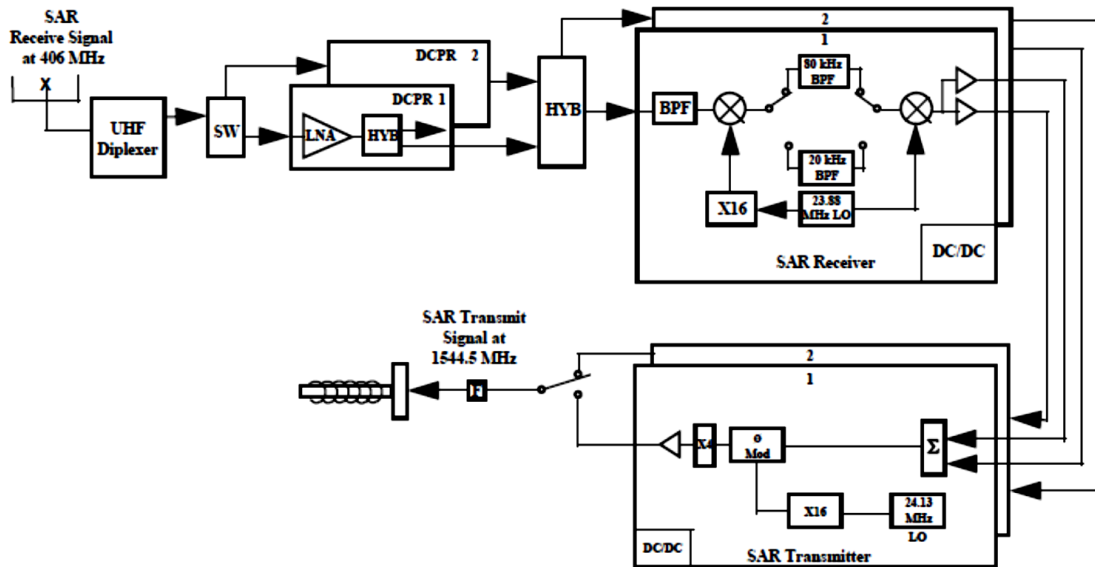 SAR
Receive Signal
at 406 MHz
X
UHF
Diplexer
SW
DCPR 2
DCPR 1
LNA
HYB
HYB
2
1
BPF
80 kHz
BPF
20 kHz
BPF
X16
23.88
MHz LO
DC/DC
SAR Receiver
SAR Transmit
Signal at
1544.5 MHz
F
2
1
X4
o
Mod
Σ
X16
24.13
MHz
LO
DC/DC
SAR Transmitter